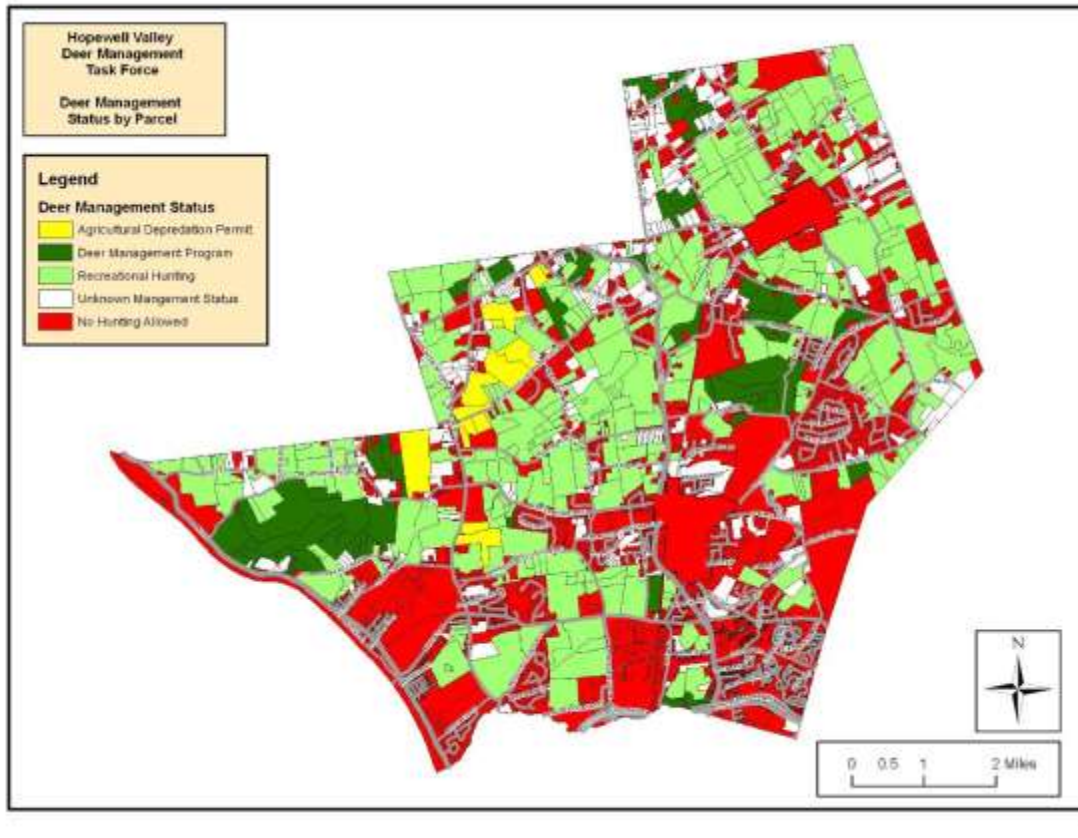 Hopewell Valley
Deer Management
Task Force
Deer Management
Status by Parcel
Legend
Deer Management Status
Agricultural Depredation Permit
Deer Management Program
Recreational Hunting
Unknown Mangement Status
No Hunting Allowed
N
0 0.5 1 2 Miles